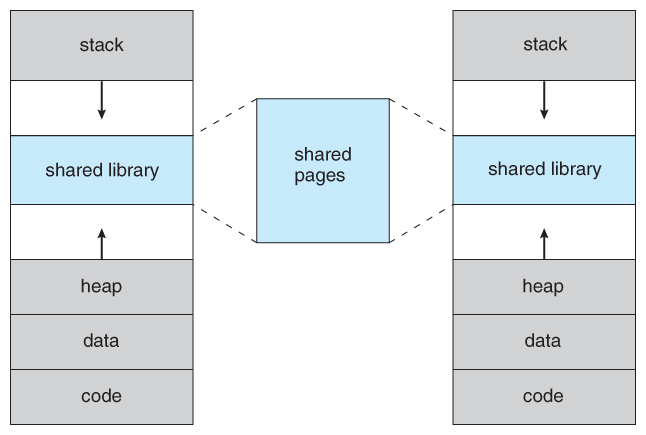 stack
shared library
heap
data
code
shared
pages
stack
shared library
heap
data
code